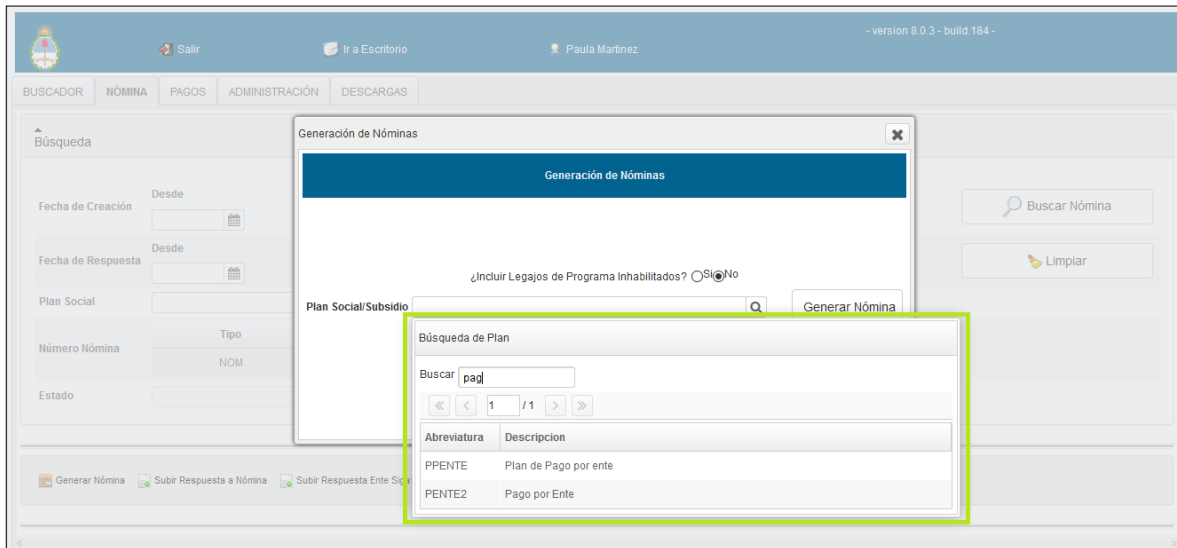 - version 8.0.3 - build.184 -
Salir Ir a Escritorio Paula Martinez
BUSCADOR NÓMINA PAGOS ADMINISTRACIÓN DESCARGAS
Búsqueda
Generación de Nóminas
Generación de Nóminas
Desde
Fecha de Creación
Buscar Nómina
Desde
Fecha de Respuesta
Limpiar
¿Incluir Legajos de Programa Inhabilitados? Si No
Plan Social
Plan Social/Subsidio
Generar Nómina
Tipo
Número Nómina
NOM
Estado
Búsqueda de Plan
Buscar pag
1 / 1
Abreviatura Descripcion
PPENTE Plan de Pago por ente
PENTE2 Pago por Ente
Generar Nómina Subir Respuesta a Nómina Subir Respuesta Ente